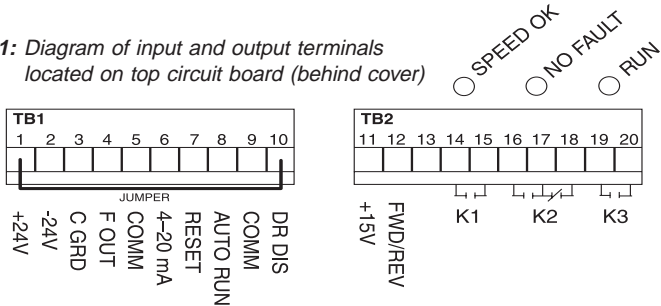 1: Diagram of input and output terminals
located on top circuit board (behind cover)
SPEED OK
NO FAULT
RUN
TB1
1 2 3 4 5 6 7 8 9 10
JUMPER
+24V
-24V
C GRD
F OUT
COMM
4–20 mA
RESET
AUTO RUN
COMM
DR DIS
TB2
11 12 13 14 15 16 17 18 19 20
+15V
FWD/REV
K1
K2
K3